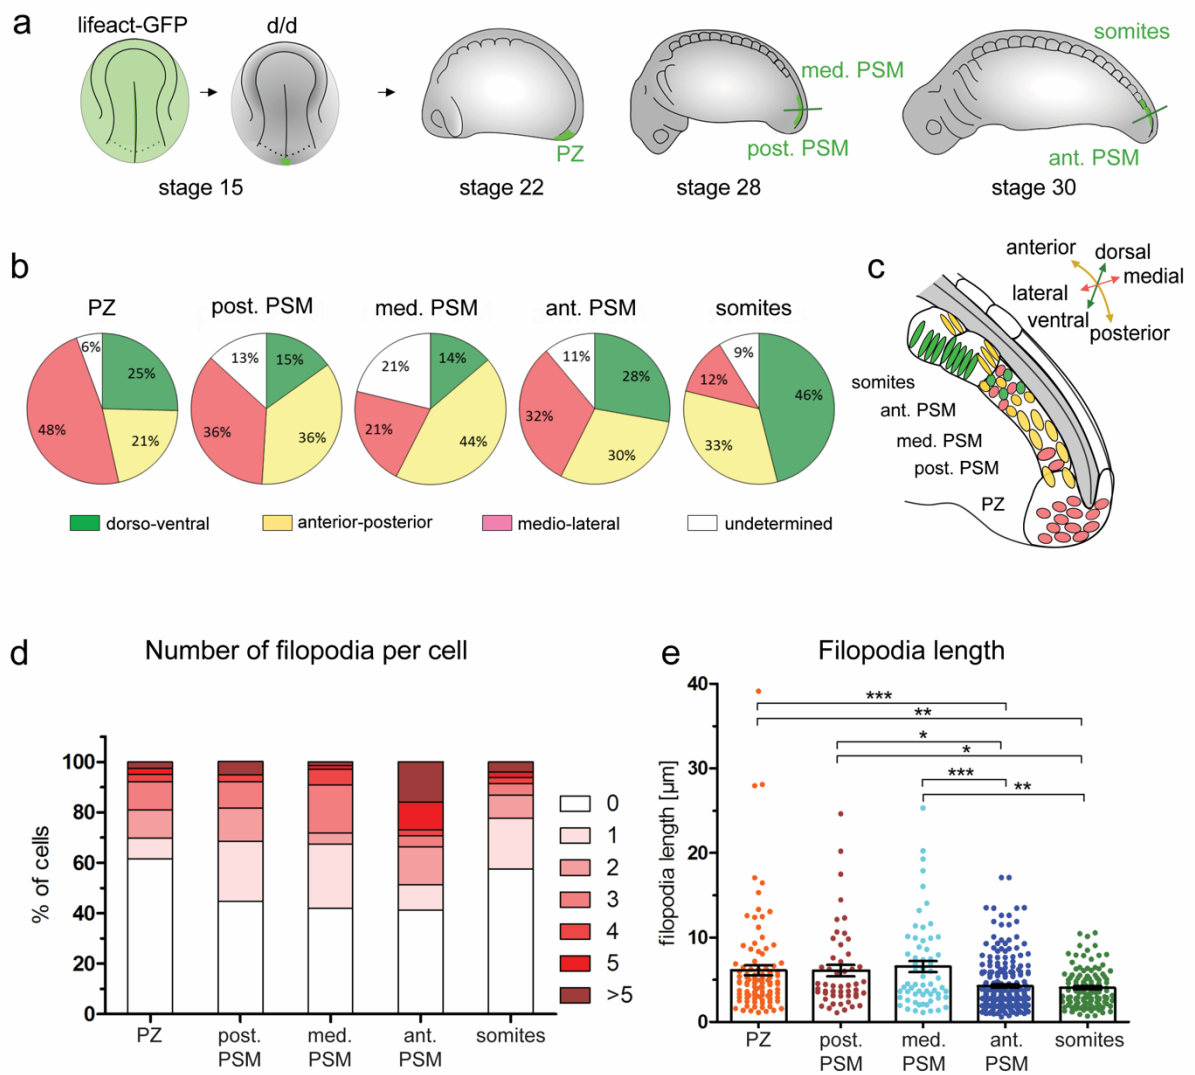 a
lifeact-GFP
d/d
somites
med. PSM
PZ
post. PSM
ant. PSM
stage 15
stage 22
stage 28
stage 30
b
PZ
post. PSM
med. PSM
ant. PSM
somites
6%
25%
21%
48%
13%
15%
36%
36%
21%
14%
44%
21%
11%
28%
30%
32%
9%
46%
33%
12%
dorso-ventral
anterior-posterior
medio-lateral
undetermined
c
anterior
dorsal
medial
lateral
ventral
posterior
somites
ant. PSM
med. PSM
post. PSM
PZ
d
Number of filopodia per cell
% of cells
100
80
60
40
20
0
PZ
post.
PSM
med.
PSM
ant.
PSM
somites
0
1
2
3
4
5
>5
e
Filopodia length
filopodia length [µm]
40
30
20
10
0
***
**
*
*
***
**
PZ
post.
PSM
med.
PSM
ant.
PSM
somites